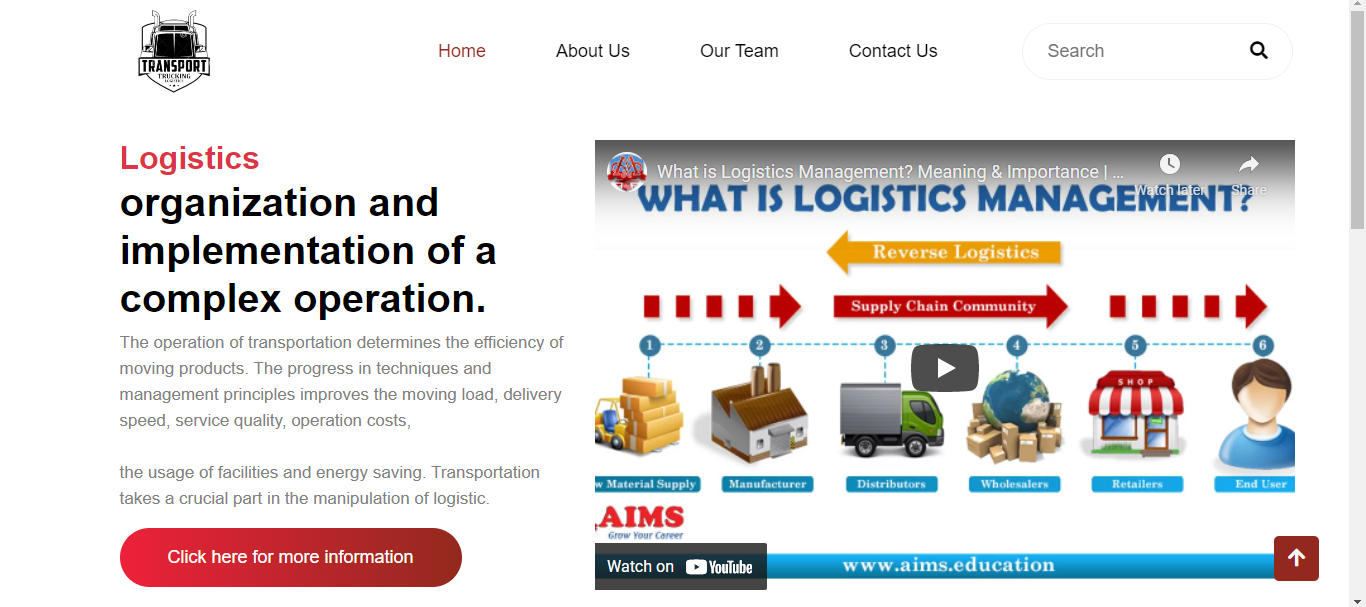 TRANSPORT
TRUCKING
LOGISTICS
Home
About Us
Our Team
Contact Us
Search
Logistics
organization and
implementation of a
complex operation.
The operation of transportation determines the efficiency of
moving products. The progress in techniques and
management principles improves the moving load, delivery
speed, service quality, operation costs,
the usage of facilities and energy saving. Transportation
takes a crucial part in the manipulation of logistic.
Click here for more information
What is Logistics Management? Meaning & Importance | ...
Watch later
Share
WHAT IS LOGISTICS MANAGEMENT?
Reverse Logistics
Supply Chain Community
1 2 3 4 5 6
SHOP
w Material Supply
Manufacturer
Distributors
Wholesalers
Retailers
End User
AIMS
Grow Your Career
Watch on YouTube
www.aims.education